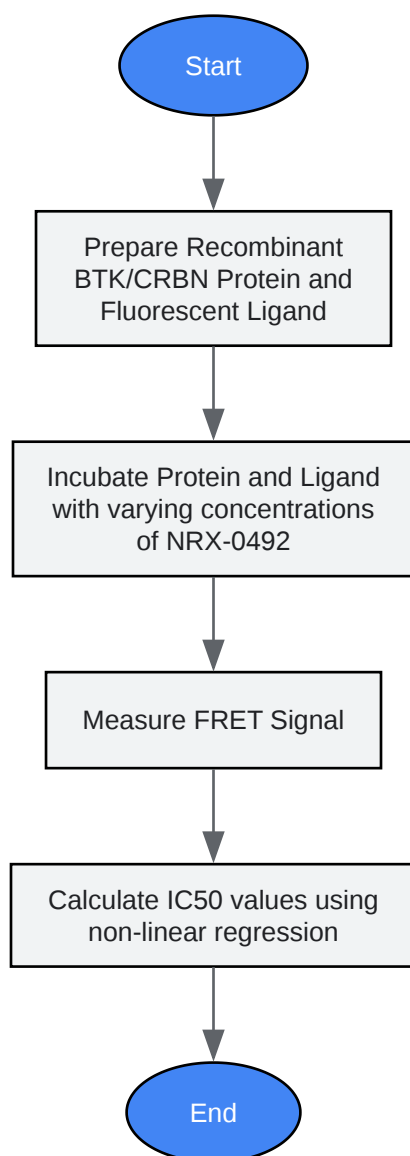 Start
Prepare Recombinant
BTK/CRBN Protein and
Fluorescent Ligand
Incubate Protein and Ligand
with varying concentrations
of NRX-0492
Measure FRET Signal
Calculate IC50 values using
non-linear regression
End